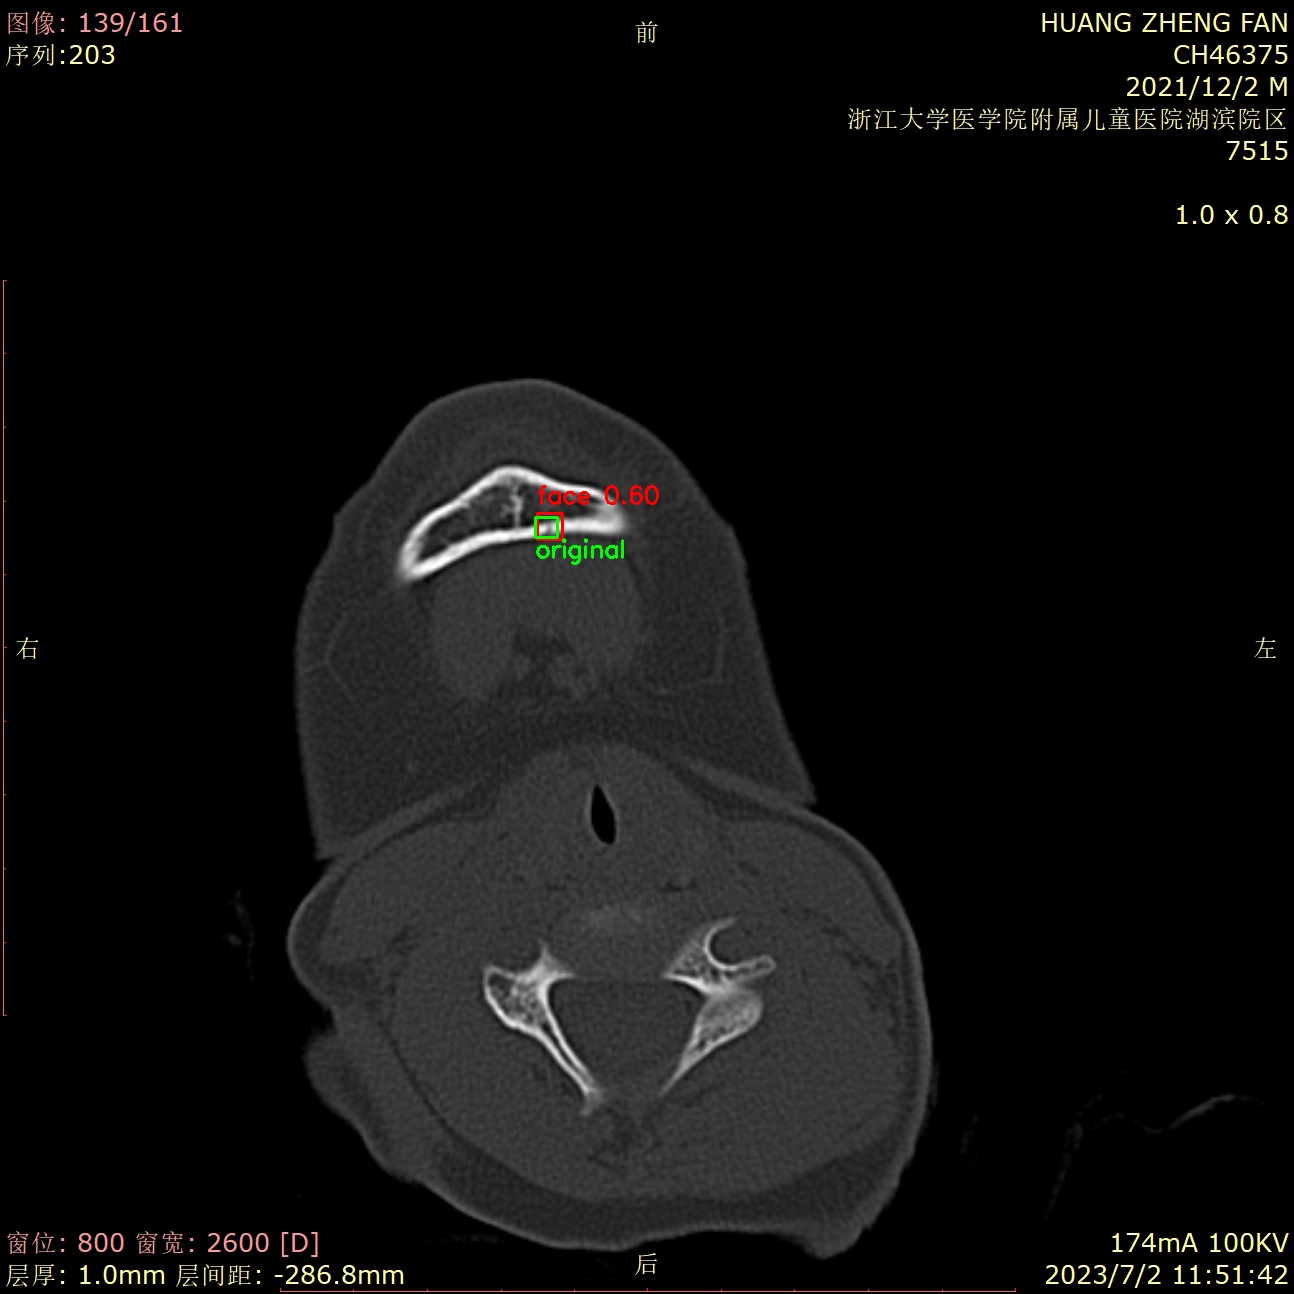 图像: 139/161
序列:203
前
HUANG ZHENG FAN
CH46375
2021/12/2 M
浙江大学医学院附属儿童医院湖滨院区
7515
1.0 x 0.8
face 0.60
original
右
左
窗位: 800 窗宽: 2600 [D]
层厚: 1.0mm 层间距: -286.8mm
后
174mA 100KV
2023/7/2 11:51:42